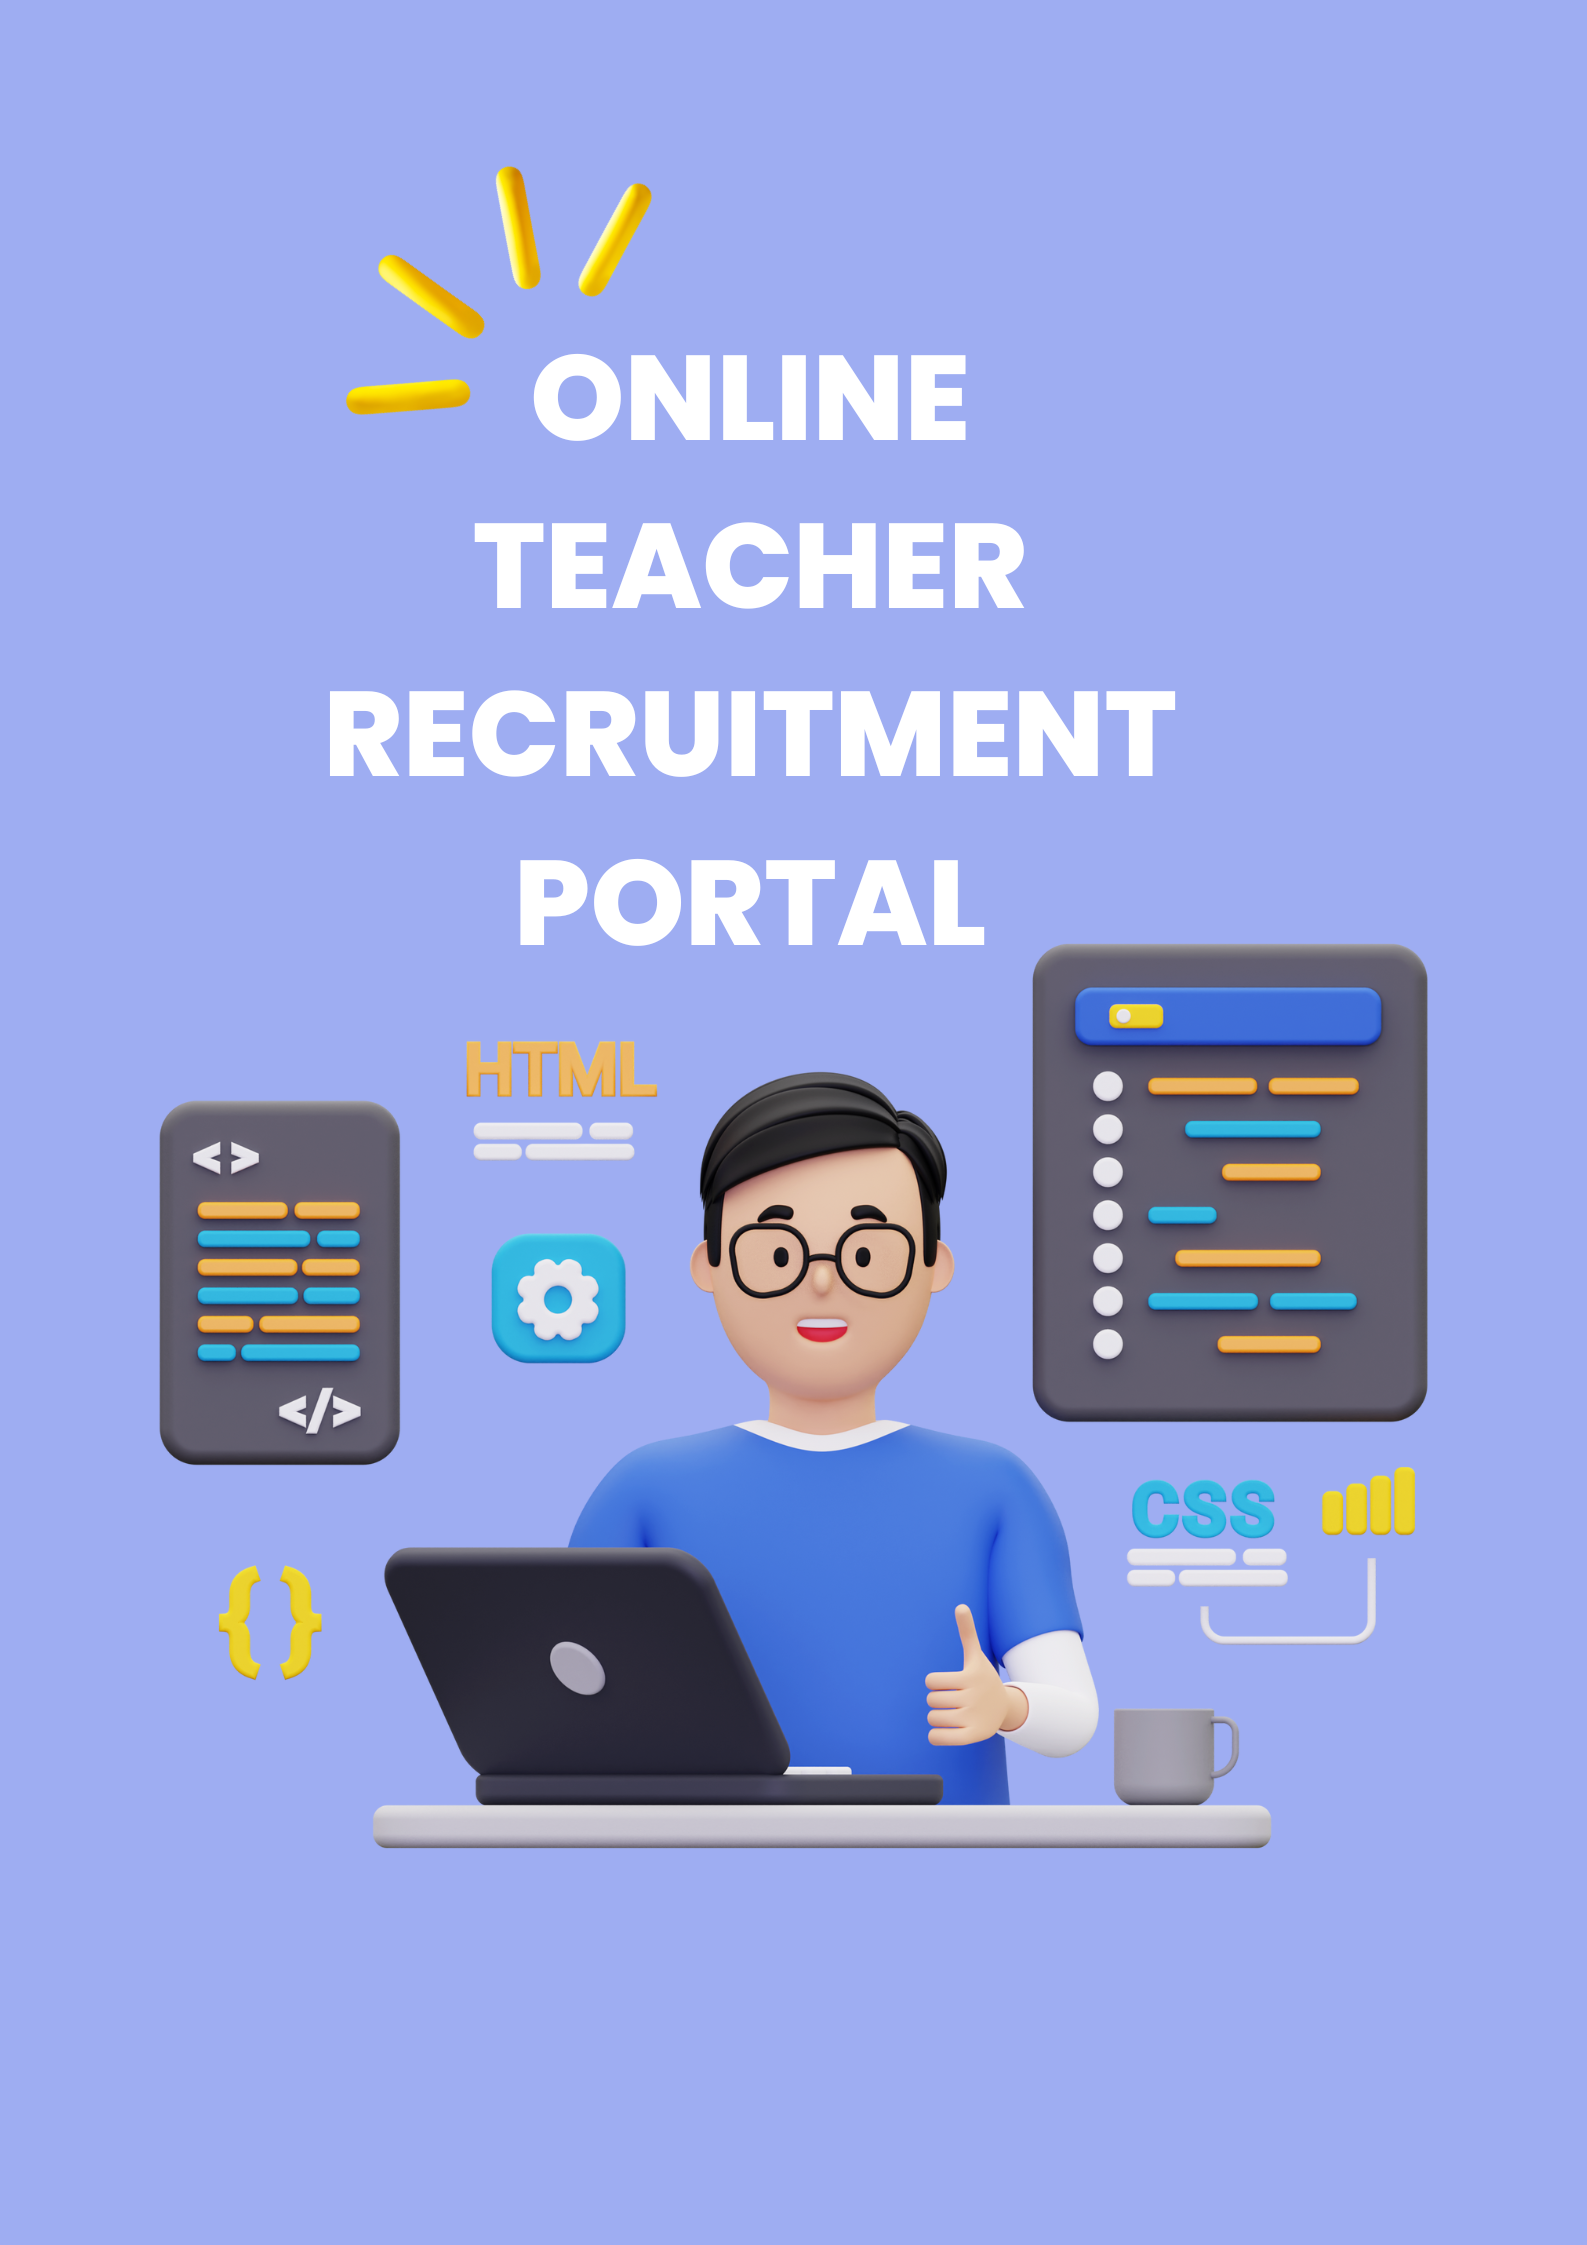 ONLINE
TEACHER
RECRUITMENT
PORTAL
HTML
< >
</>
CSS
{ }